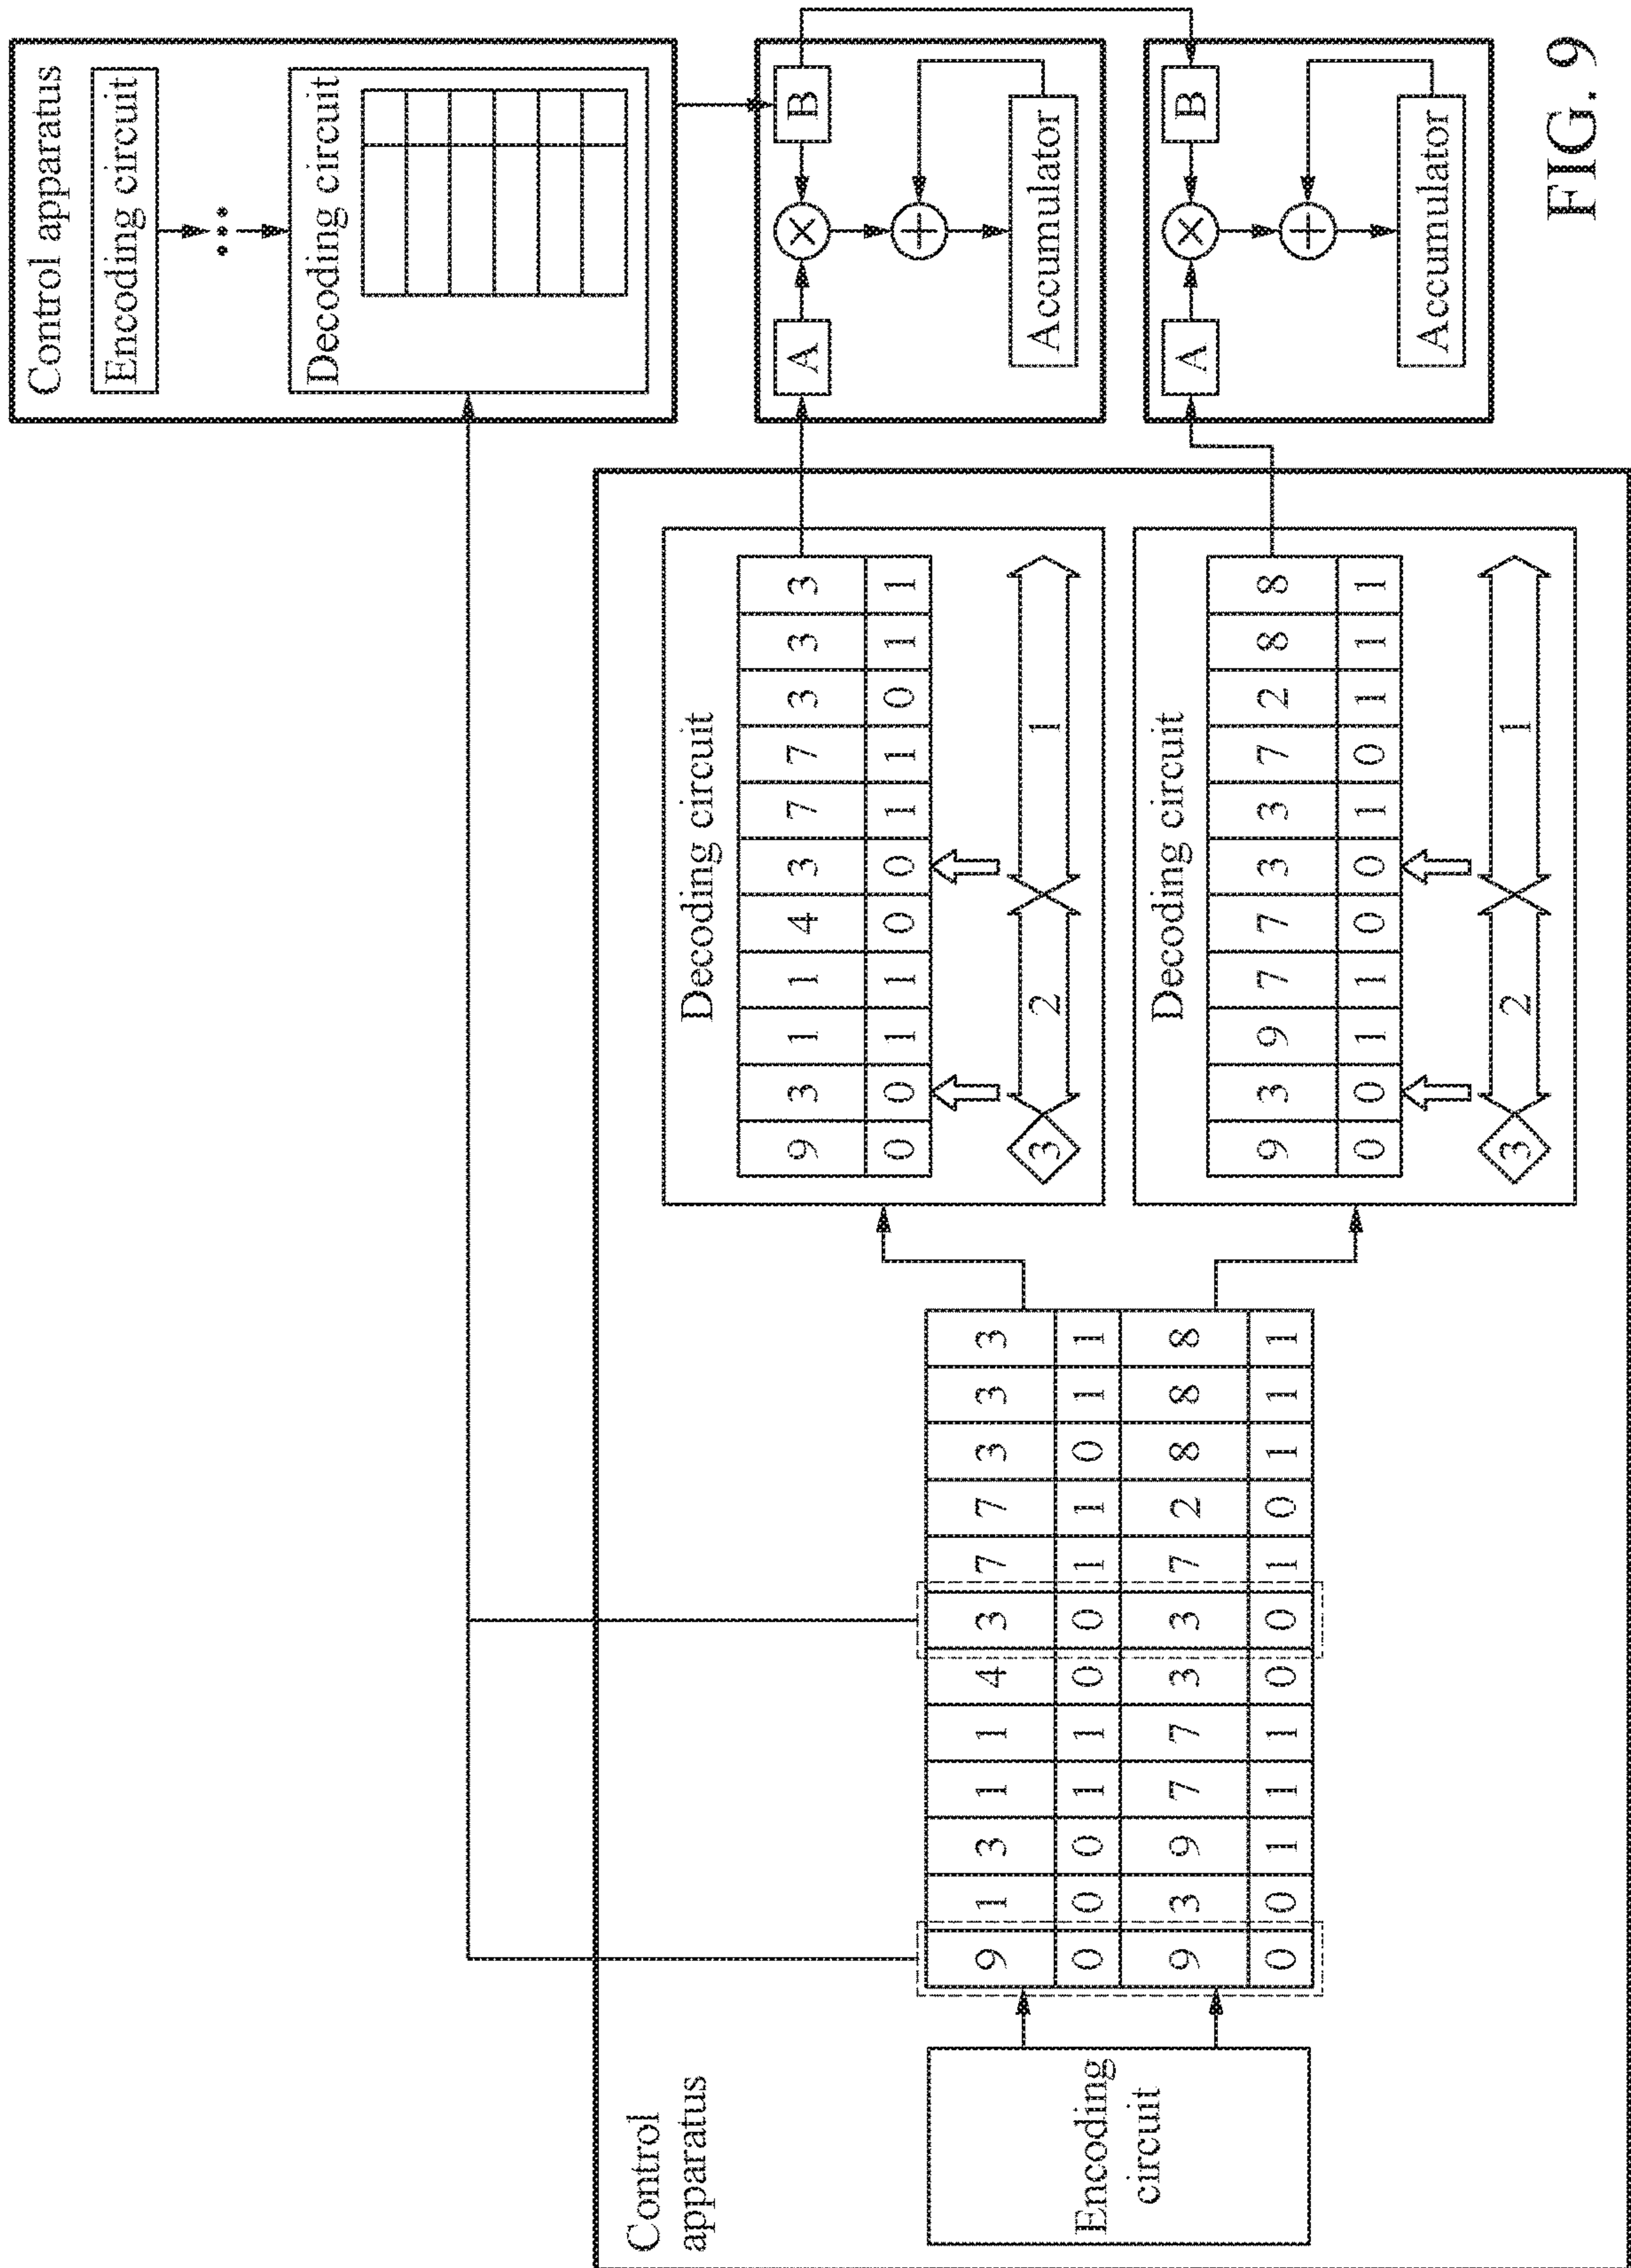 Control apparatus
Encoding circuit
Decoding circuit
Control
apparatus
Encoding
circuit
9 1 3 1 1 4 3 7 7 3 3 3
0 0 0 1 1 0 0 1 1 0 1 1
9 3 9 7 7 3 3 7 2 8 8 8
0 0 1 1 1 0 0 1 0 1 1 1
Decoding circuit
9 3 1 1 4 3 7 7 3 3 3
0 0 1 1 0 0 1 1 0 1 1
3 2 1
Decoding circuit
9 3 9 7 7 3 3 7 2 8 8
0 0 1 1 0 0 1 0 1 1 1
3 2 1
A × B
+
Accumulator
A × B
+
Accumulator
FIG. 9